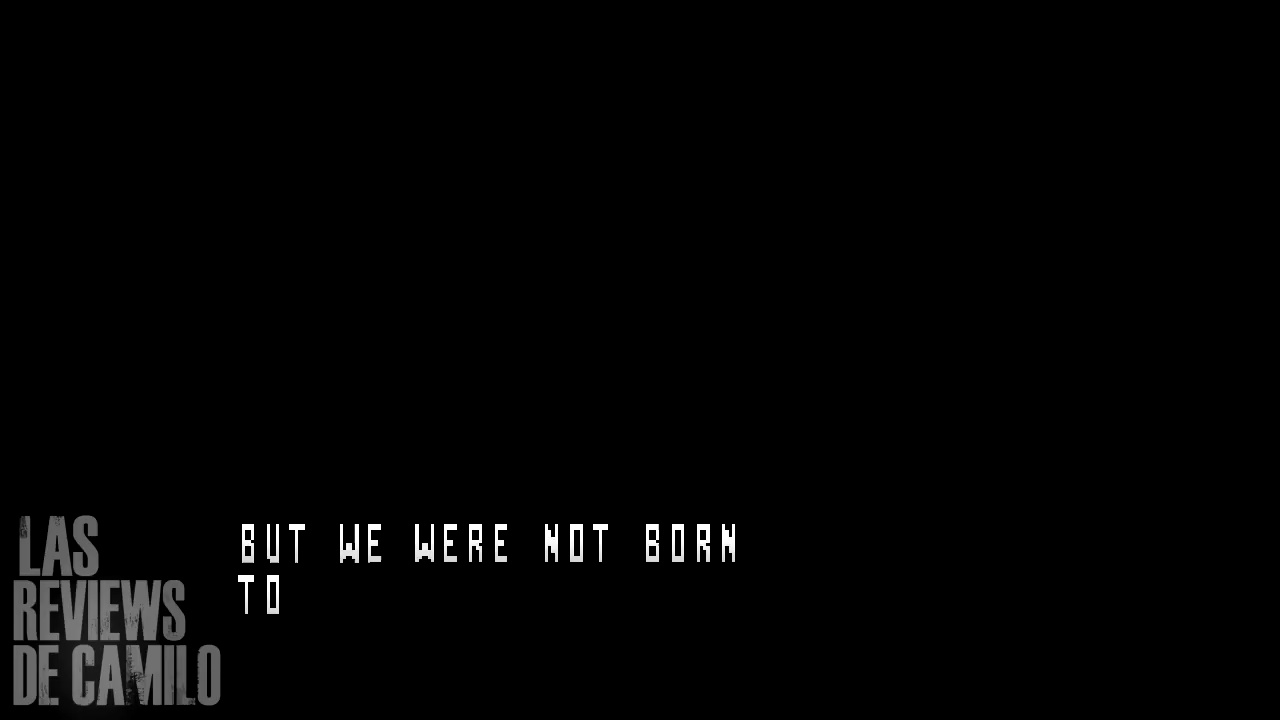 BUT WE WERE NOT BORN
TO
LAS
REVIEWS
DE CAMILO